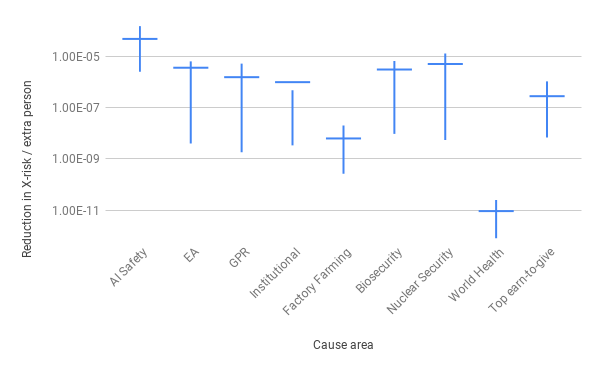 Reduction in X-risk / extra person
1.00E-05
1.00E-07
1.00E-09
1.00E-11
AI Safety
EA
GPR
Institutional
Factory Farming
Biosecurity
Nuclear Security
World Health
Top earn-to-give
Cause area